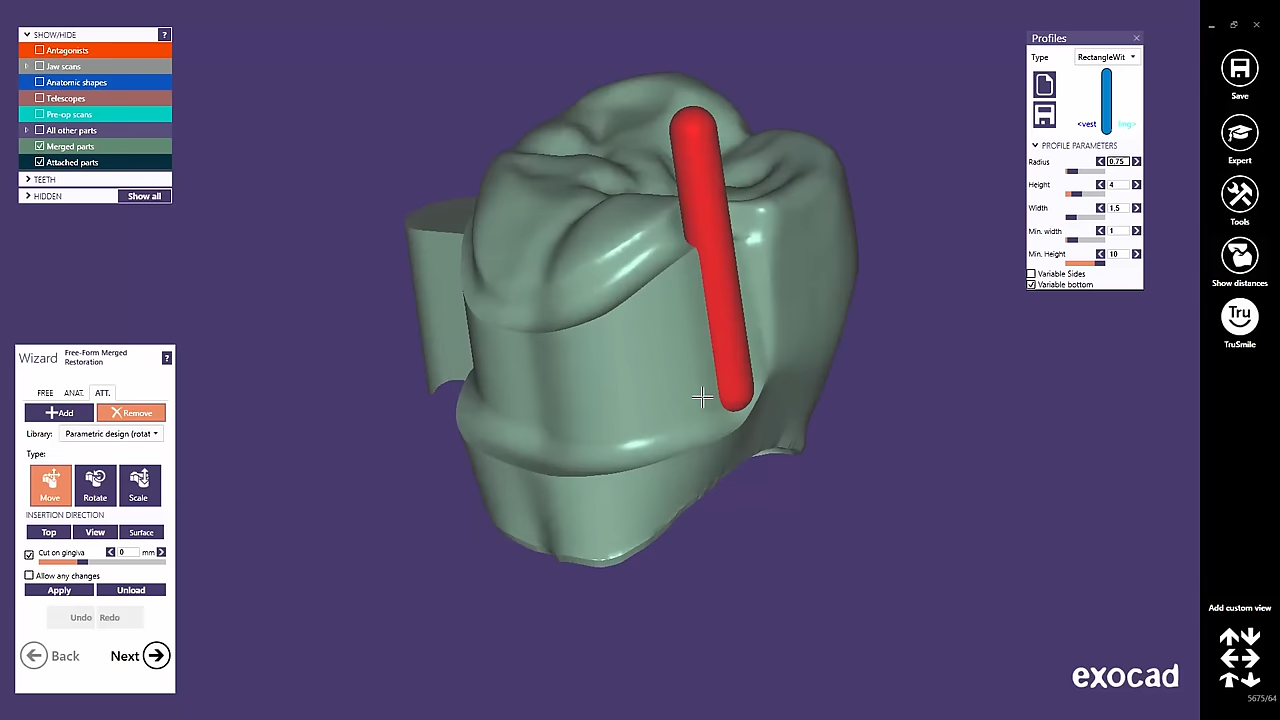 SHOW/HIDE ?
Antagonists
Jaw scans
Anatomic shapes
Telescopes
Pre-op scans
All other parts
Merged parts
Attached parts
TEETH
HIDDEN Show all
Wizard Free-Form Merged Restoration ?
FREE ANAT. ATT.
Add Remove
Library: Parametric design (rotat
Type:
Move Rotate Scale
INSERTION DIRECTION
Top View Surface
Cut on gingiva 0 mm
Allow any changes
Apply Unload
Undo Redo
Back Next
Profiles
Type RectangleWit
<vest ling>
PROFILE PARAMETERS
Radius 0.75
Height 4
Width 1.5
Min. width 1
Min. Height 10
Variable Sides
Variable bottom
Save
Expert
Tools
Show distances
Tru
TruSmile
Add custom view
5675/64
exocad